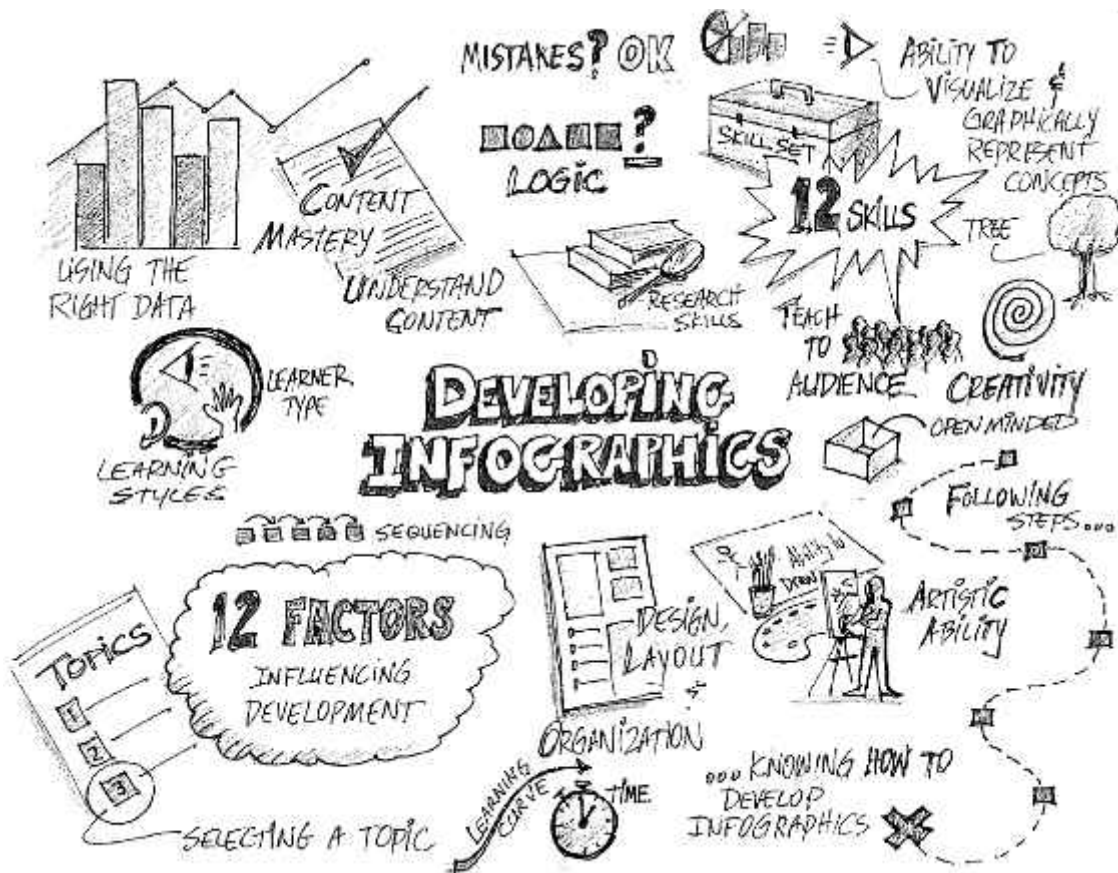 MISTAKES? OK
ABILITY TO
VISUALIZE &
GRAPHICALLY
REPRESENT
CONCEPTS
SKILL SET
12 SKILLS
?
LOGIC
CONTENT
MASTERY
UNDERSTAND
CONTENT
USING THE
RIGHT DATA
RESEARCH
SKILLS
TREE
TEACH
TO
AUDIENCE
CREATIVITY
OPEN MINDED
LEARNER
TYPE
LEARNING
STYLES
DEVELOPING
INFOGRAPHICS
FOLLOWING
STEPS...
SEQUENCING
12 FACTORS
INFLUENCING
DEVELOPMENT
TOPICS
1
2
3
SELECTING A TOPIC
DESIGN,
LAYOUT
ORGANIZATION
ABILITY TO
DRAW
ARTISTIC
ABILITY
LEARNING
CURVE
TIME
...KNOWING HOW TO
DEVELOP
INFOGRAPHICS